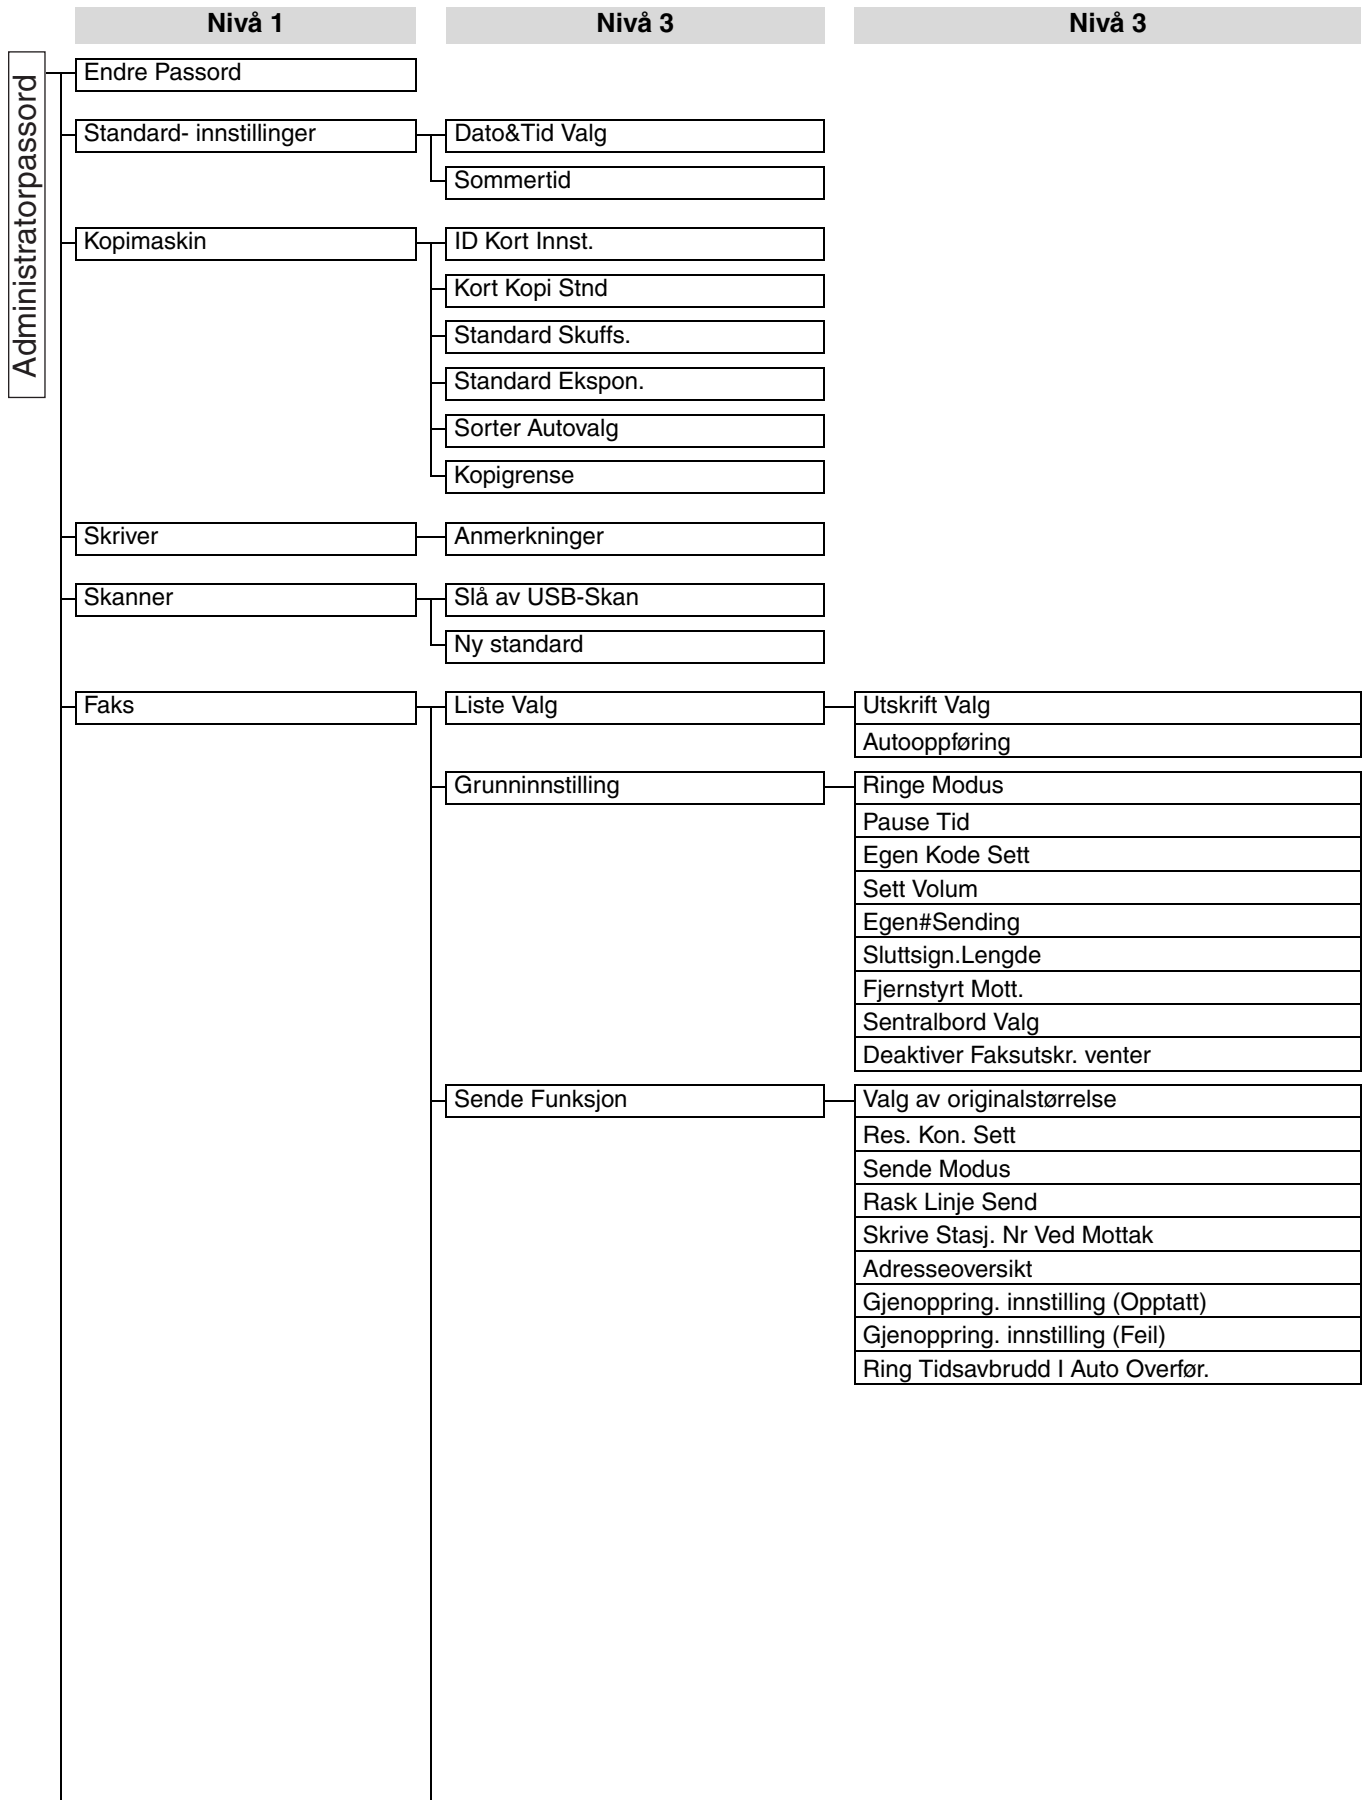 Nivå 1
Nivå 3
Nivå 3
Administratorpassord
Endre Passord
Standard- innstillinger
Dato&Tid Valg
Sommertid
Kopimaskin
ID Kort Innst.
Kort Kopi Stnd
Standard Skuffs.
Standard Ekspon.
Sorter Autovalg
Kopigrense
Skriver
Anmerkninger
Skanner
Slå av USB-Skan
Ny standard
Faks
Liste Valg
Utskrift Valg
Autooppføring
Grunninnstilling
Ringe Modus
Pause Tid
Egen Kode Sett
Sett Volum
Egen#Sending
Sluttsign.Lengde
Fjernstyrt Mott.
Sentralbord Valg
Deaktiver Faksutskr. venter
Sende Funksjon
Valg av originalstørrelse
Res. Kon. Sett
Sende Modus
Rask Linje Send
Skrive Stasj. Nr Ved Mottak
Adresseoversikt
Gjenoppring. innstilling (Opptatt)
Gjenoppring. innstilling (Feil)
Ring Tidsavbrudd I Auto Overfør.